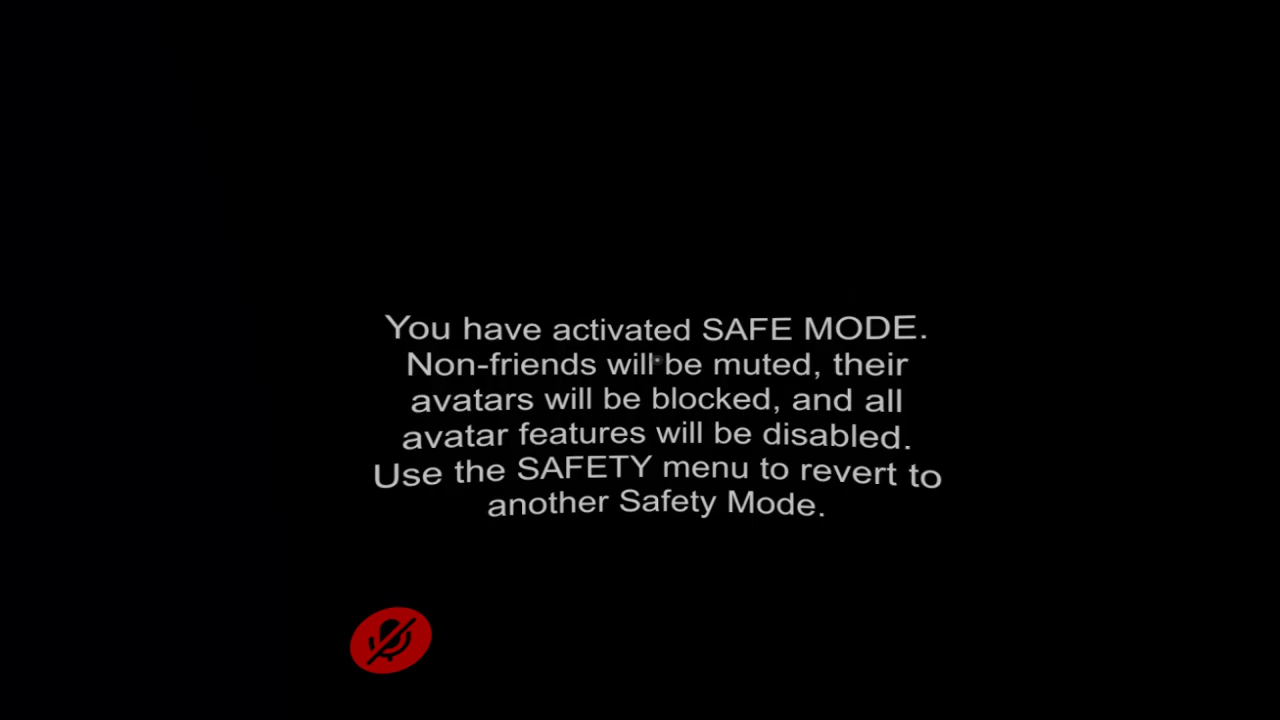 You have activated SAFE MODE.
Non-friends will be muted, their
avatars will be blocked, and all
avatar features will be disabled.
Use the SAFETY menu to revert to
another Safety Mode.